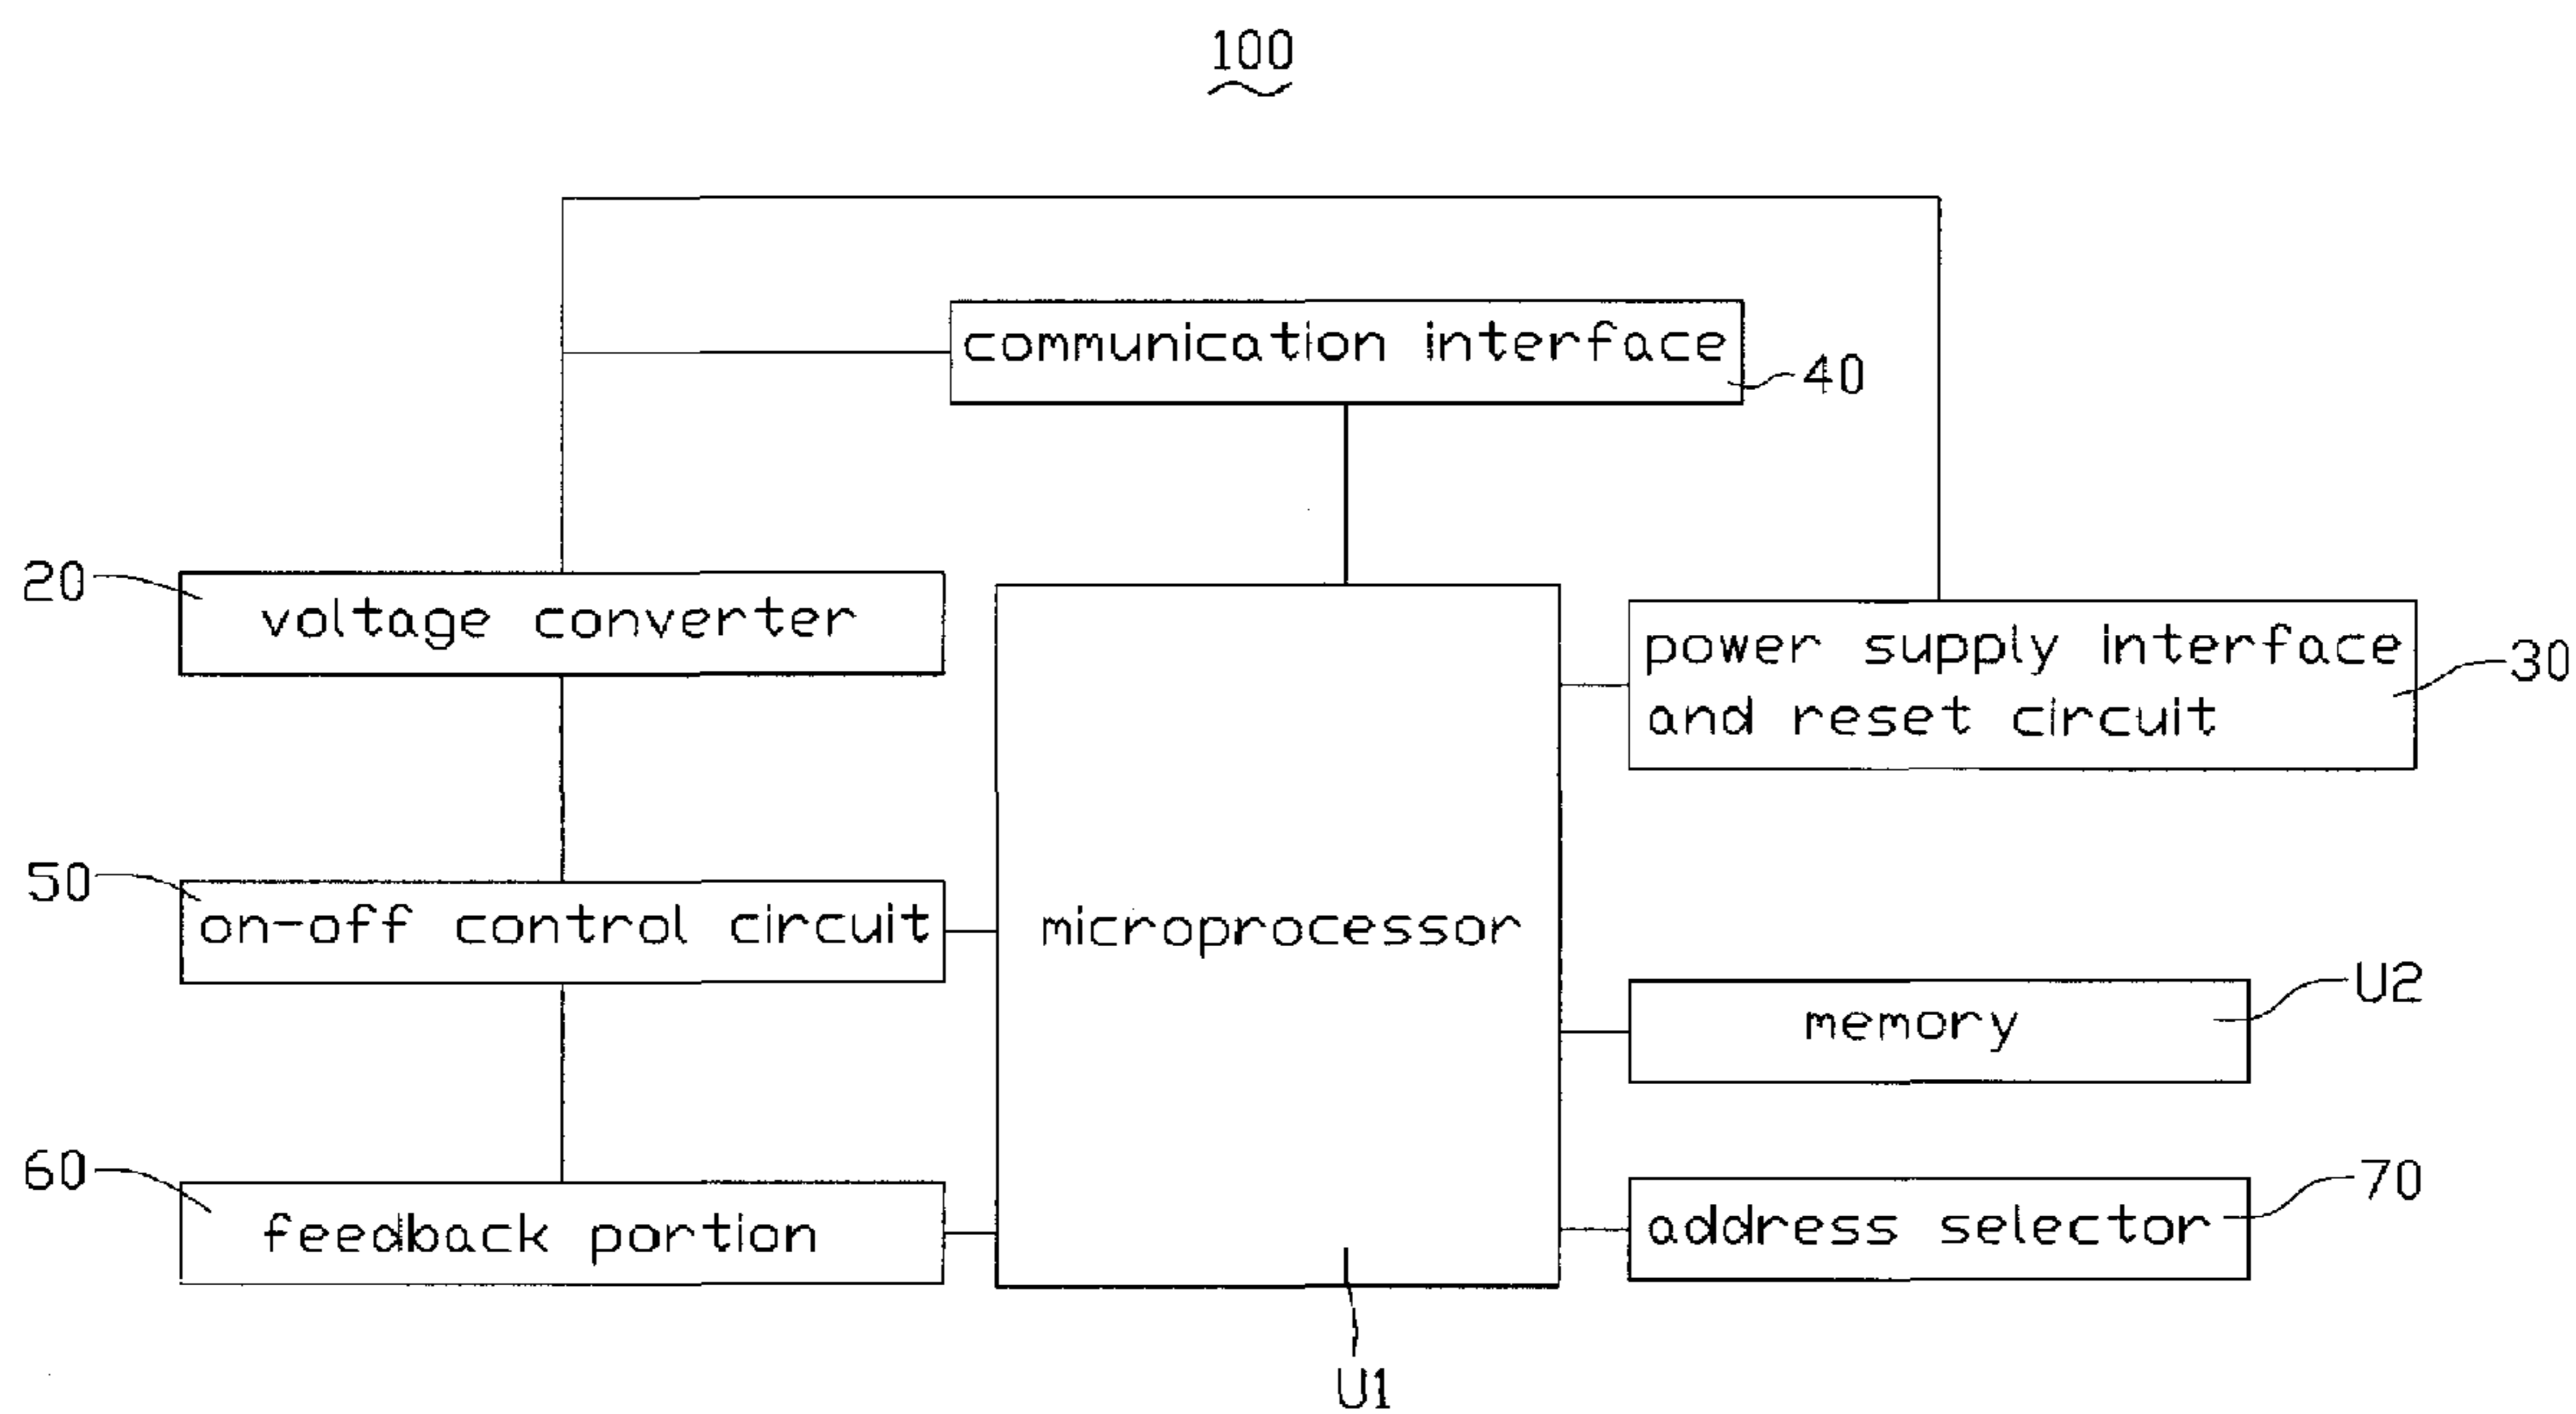 100
communication interface
40
20
voltage converter
power supply interface
and reset circuit
30
50
on-off control circuit
microprocessor
U2
memory
60
feedback portion
70
address selector
U1